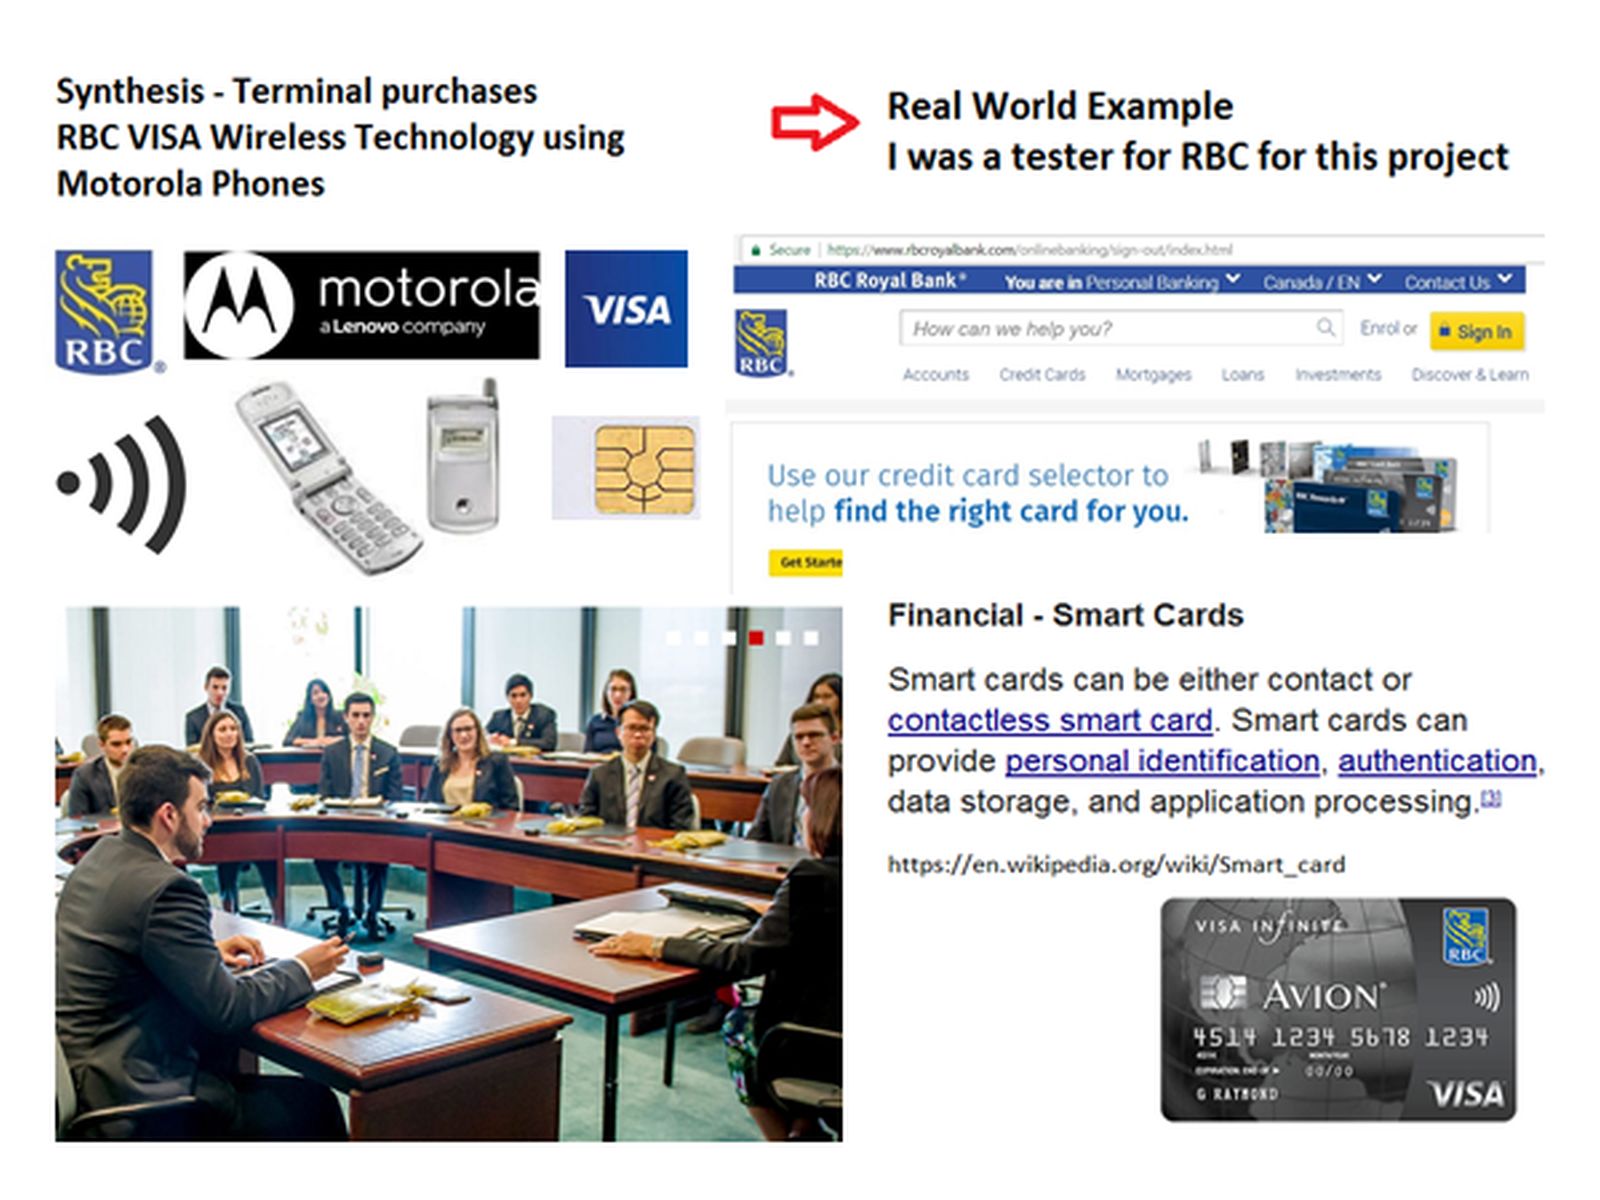 Synthesis - Terminal purchases
RBC VISA Wireless Technology using
Motorola Phones
Real World Example
I was a tester for RBC for this project
RBC®
motorola
a Lenovo company
VISA
Secure | https://www.rbcroyalbank.com/onlinebanking/sign-out/index.html
RBC Royal Bank® You are in Personal Banking Canada / EN Contact Us
RBC®
How can we help you? Enrol or Sign In
Accounts Credit Cards Mortgages Loans Investments Discover & Learn
Use our credit card selector to
help find the right card for you.
Get Starte
Financial - Smart Cards
Smart cards can be either contact or
contactless smart card. Smart cards can
provide personal identification, authentication,
data storage, and application processing.[3]
https://en.wikipedia.org/wiki/Smart_card
VISA INFINITE
RBC®
AVION®
4514 1234 5678 1234
00/00
G RAYMOND
VISA